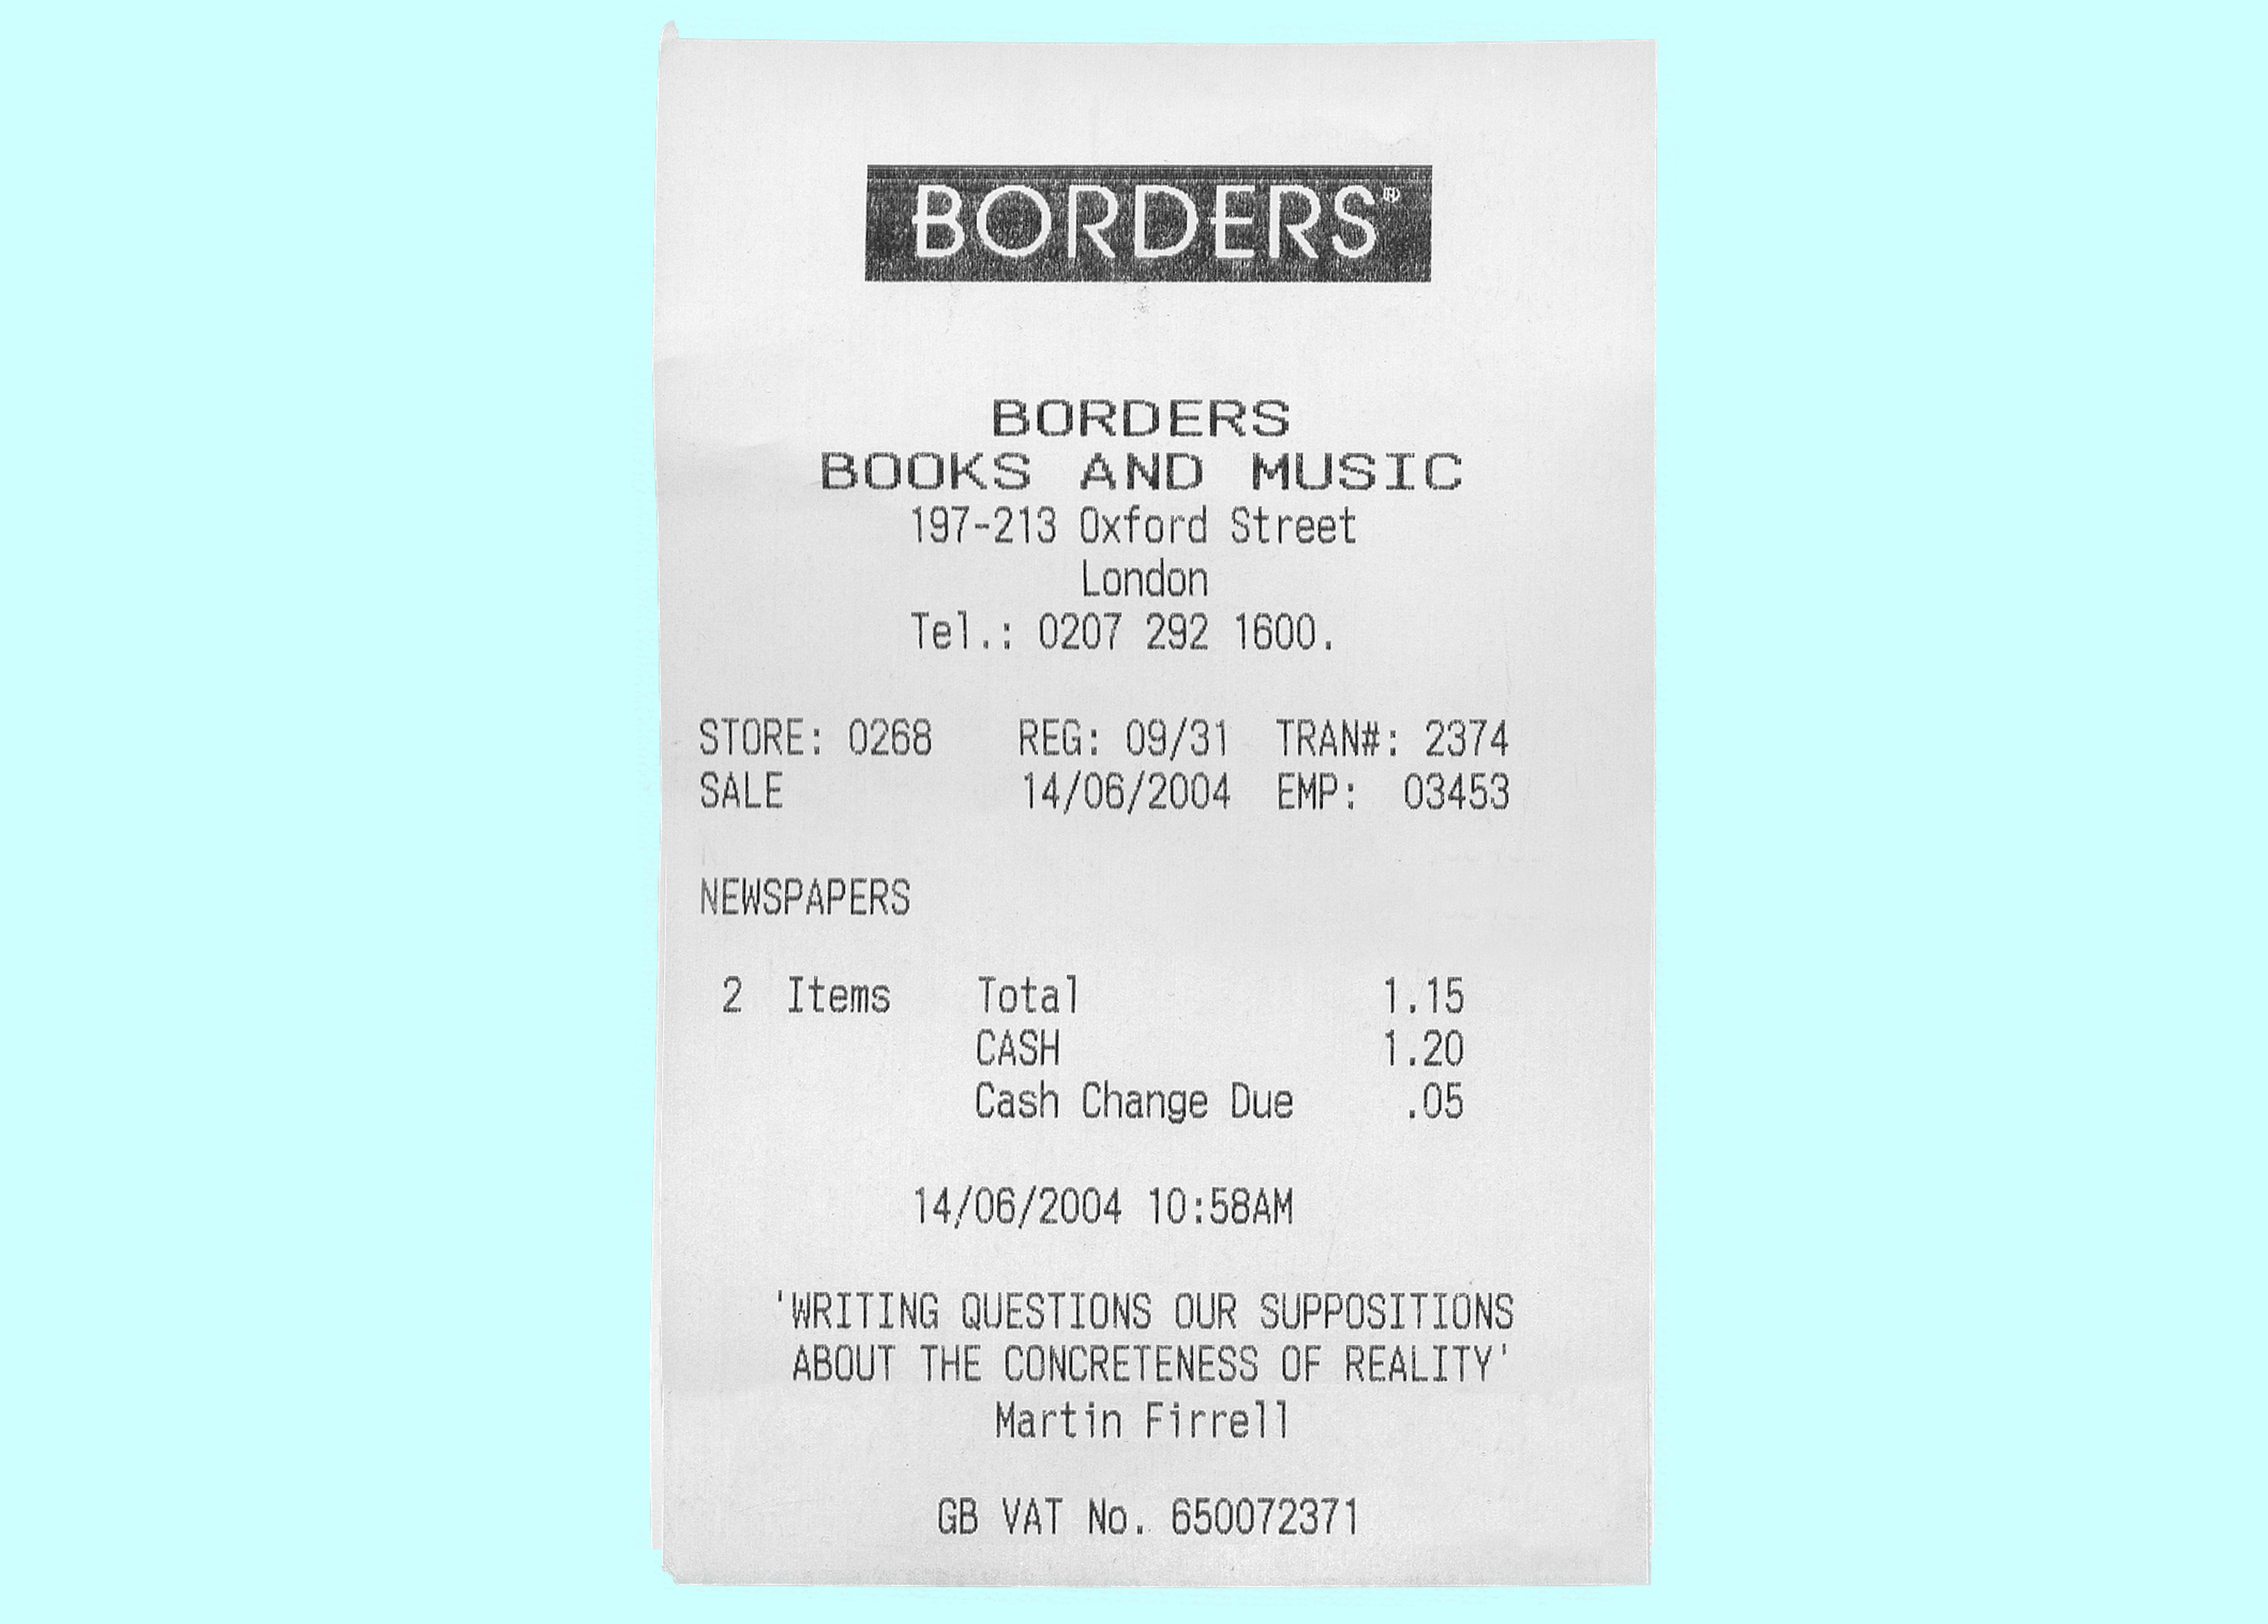 BORDERS®
BORDERS
BOOKS AND MUSIC
197-213 Oxford Street
London
Tel.: 0207 292 1600.
STORE: 0268 REG: 09/31 TRAN#: 2374
SALE 14/06/2004 EMP: 03453
NEWSPAPERS
2 Items Total 1.15
CASH 1.20
Cash Change Due .05
14/06/2004 10:58AM
'WRITING QUESTIONS OUR SUPPOSITIONS
ABOUT THE CONCRETENESS OF REALITY'
Martin Firrell
GB VAT No. 650072371